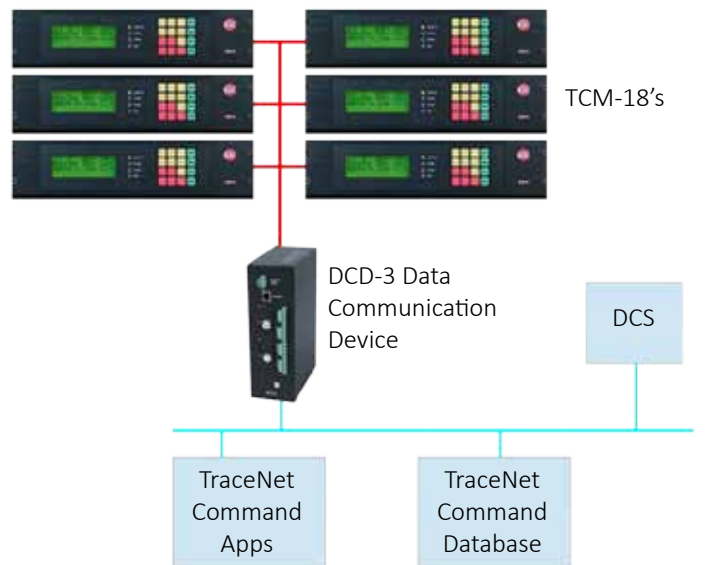 TCM-18's
DCD-3 Data
Communication
Device
DCS
TraceNet
Command
Apps
TraceNet
Command
Database